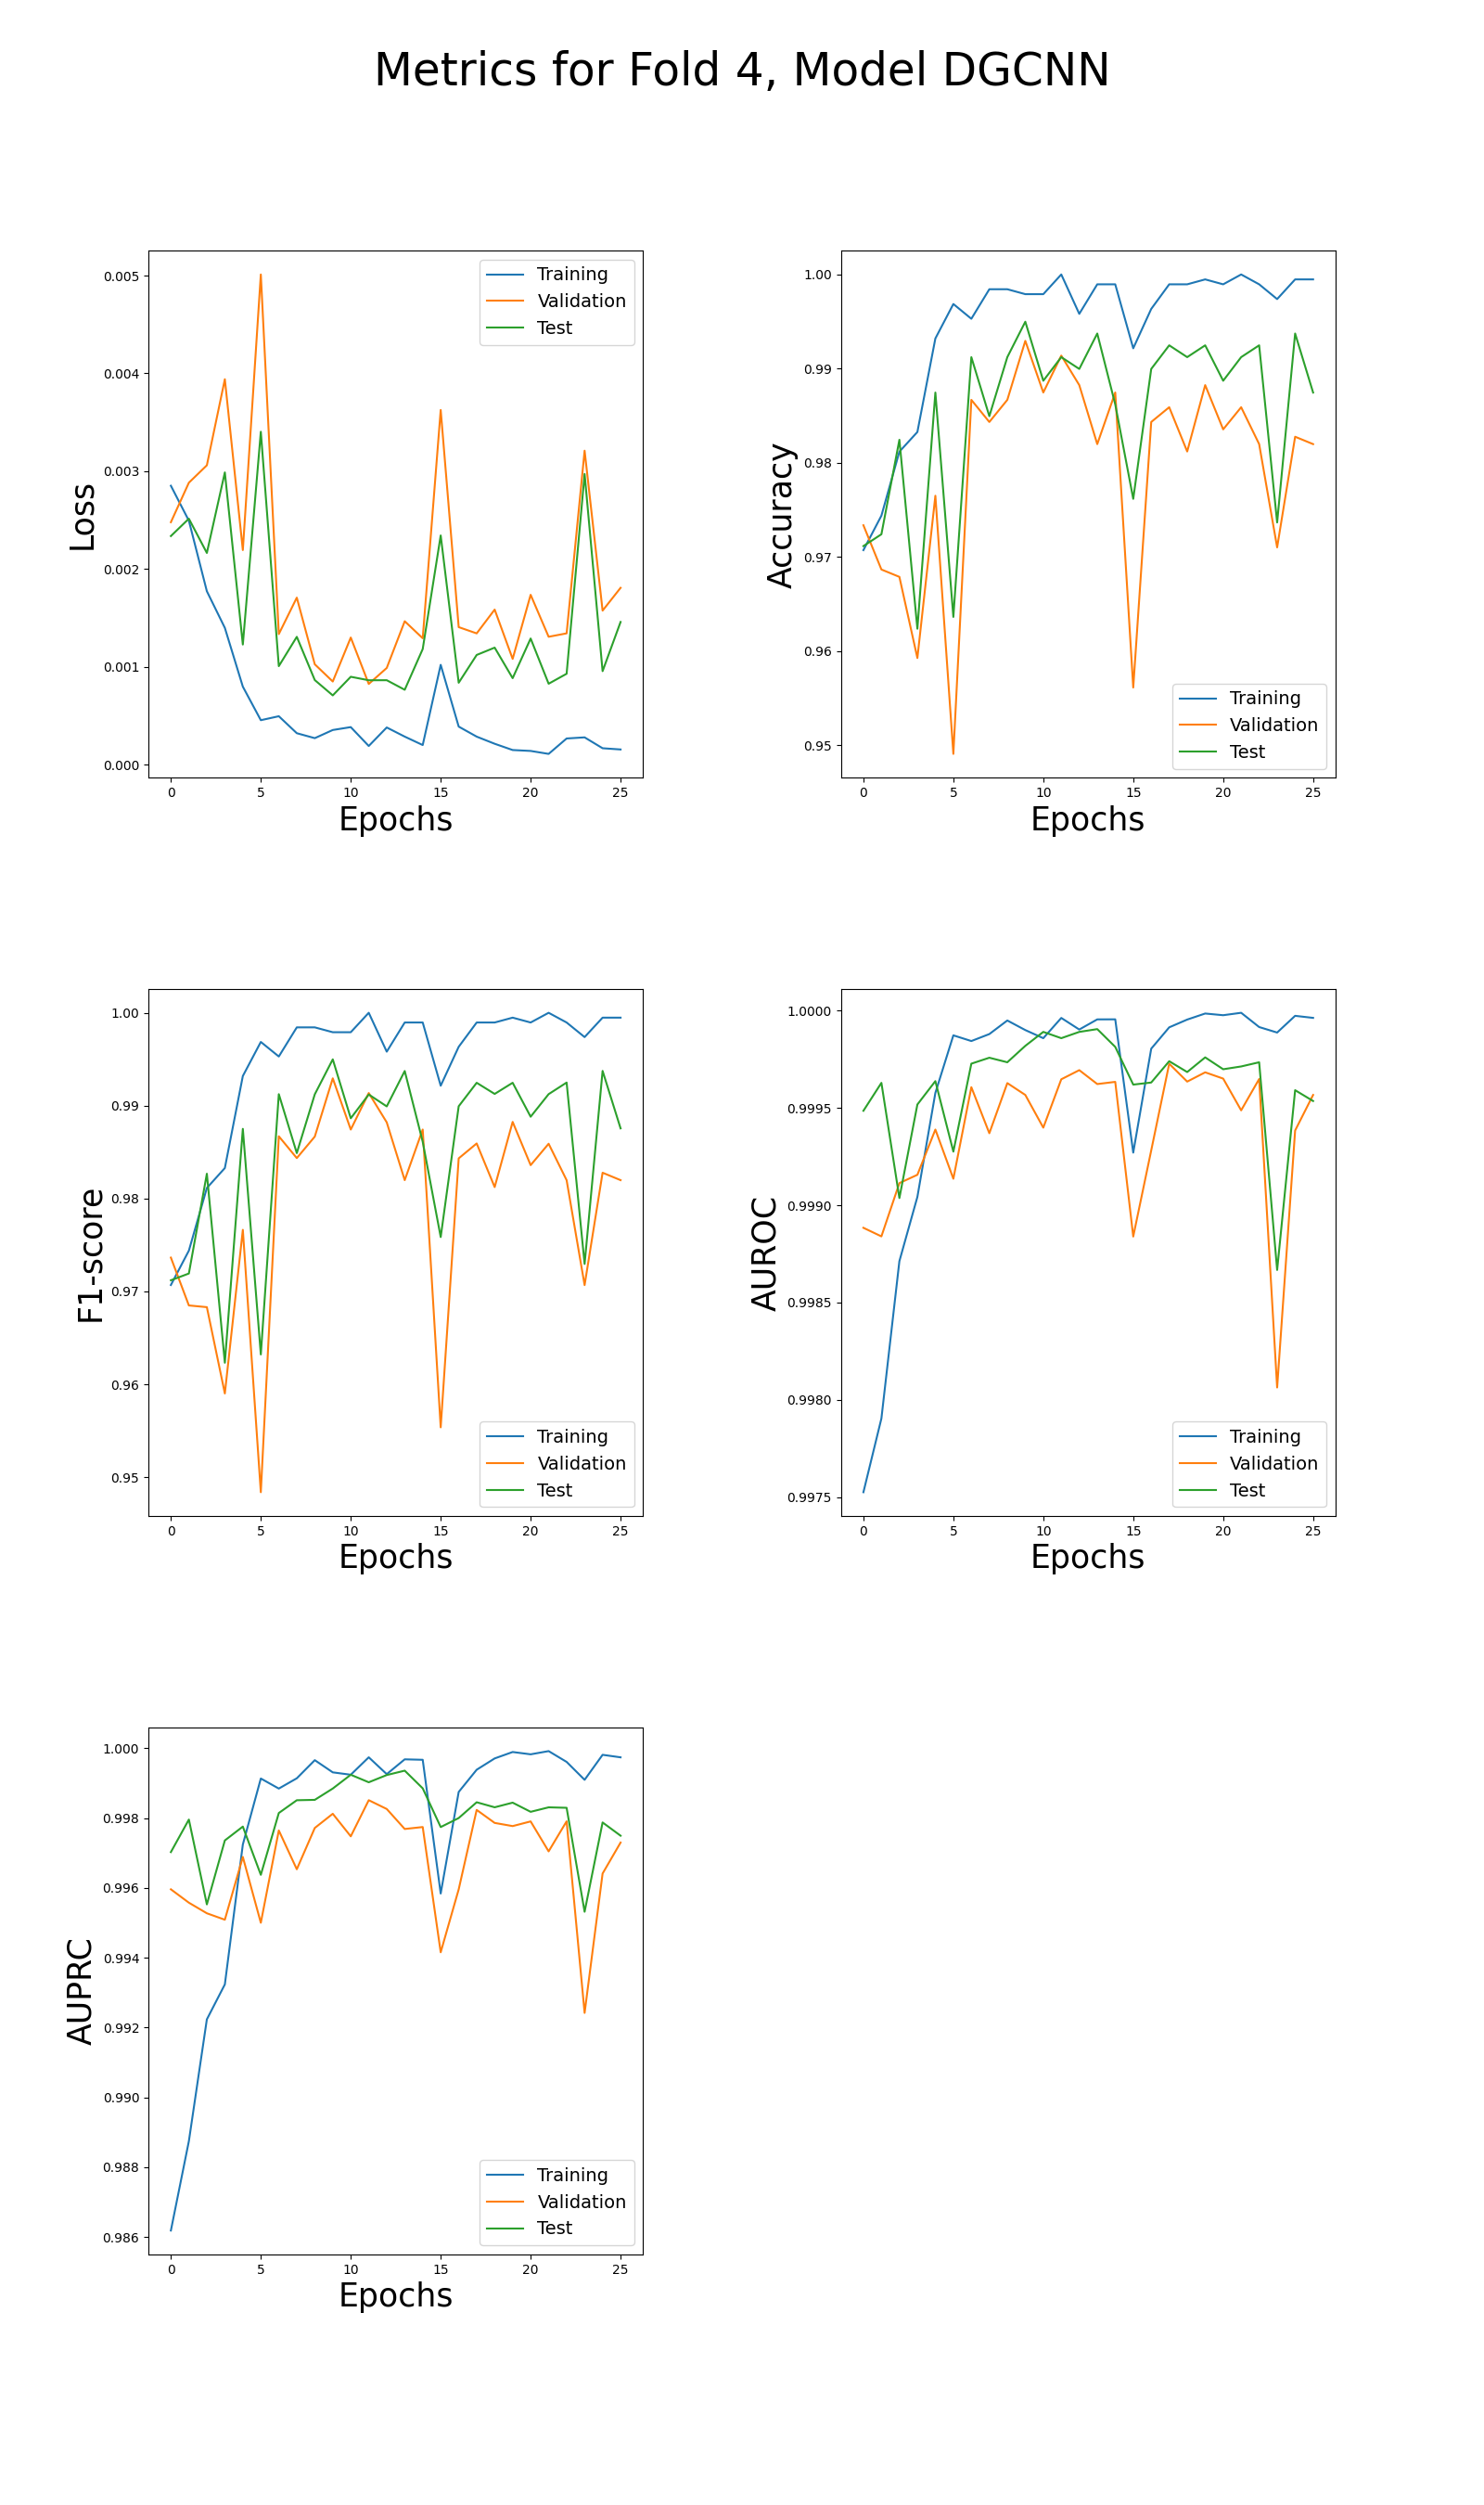 Metrics for Fold 4, Model DGCNN
0.005
0.004
0.003
0.002
0.001
0.000
Loss
Training
Validation
Test
0
5
10
15
20
25
Epochs
1.00
0.99
0.98
0.97
0.96
0.95
Accuracy
Training
Validation
Test
0
5
10
15
20
25
Epochs
1.00
0.99
0.98
0.97
0.96
0.95
F1-score
Training
Validation
Test
0
5
10
15
20
25
Epochs
1.0000
0.9995
0.9990
0.9985
0.9980
0.9975
AUROC
Training
Validation
Test
0
5
10
15
20
25
Epochs
1.000
0.998
0.996
0.994
0.992
0.990
0.988
0.986
AUPRC
Training
Validation
Test
0
5
10
15
20
25
Epochs